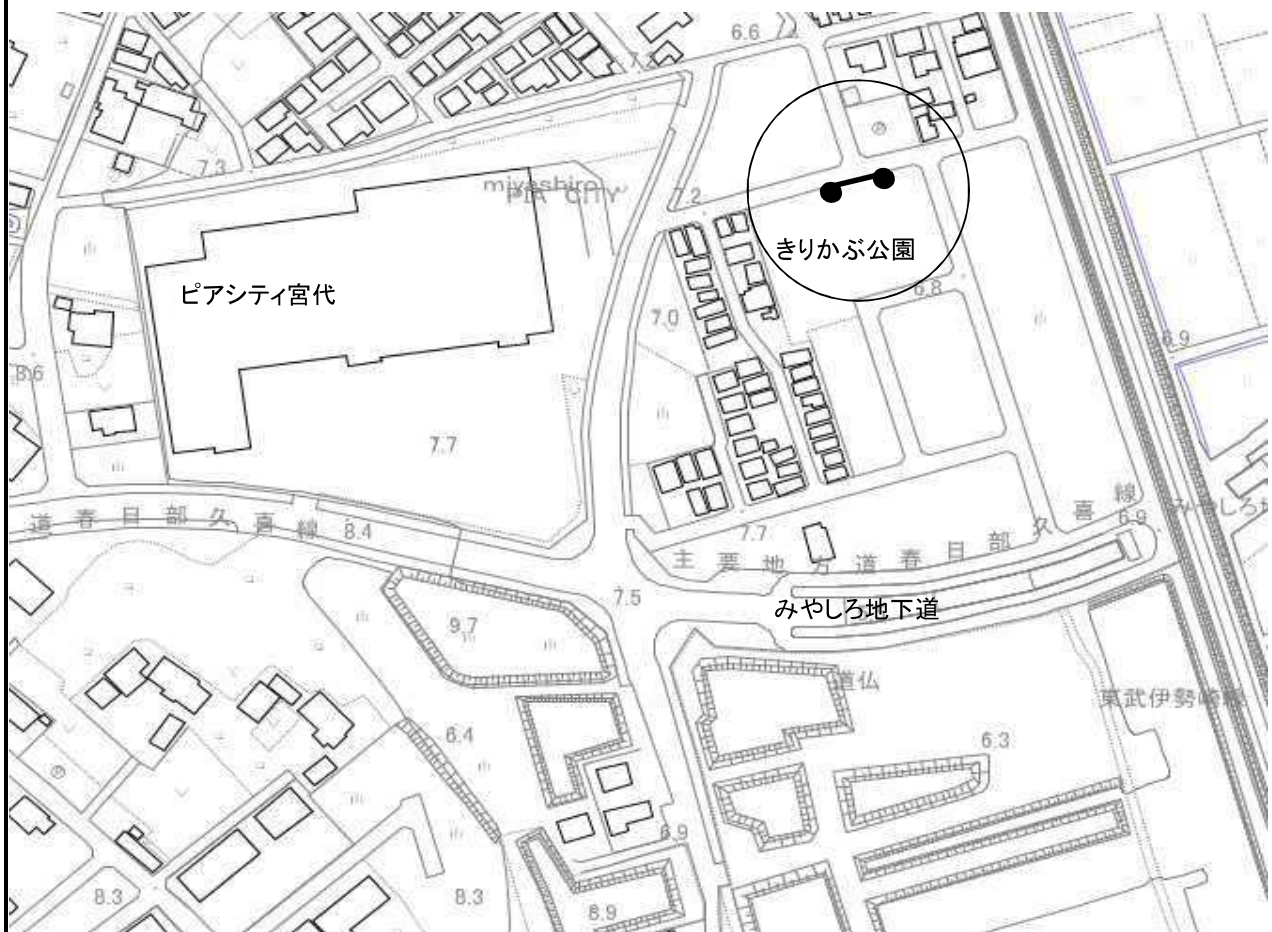 6.6
7.3
miyashiro
PIA CITY
7.2
きりかぶ公園
ピアシティ宮代
6.8
7.0
6.9
8.6
7.7
道春日部久喜線
8.4
7.7
主要地方道春日部久喜線
6.9
7.5
みやしろ地下道
9.7
道仏
東武伊勢崎線
6.4
6.3
6.9
8.3
8.3
8.9